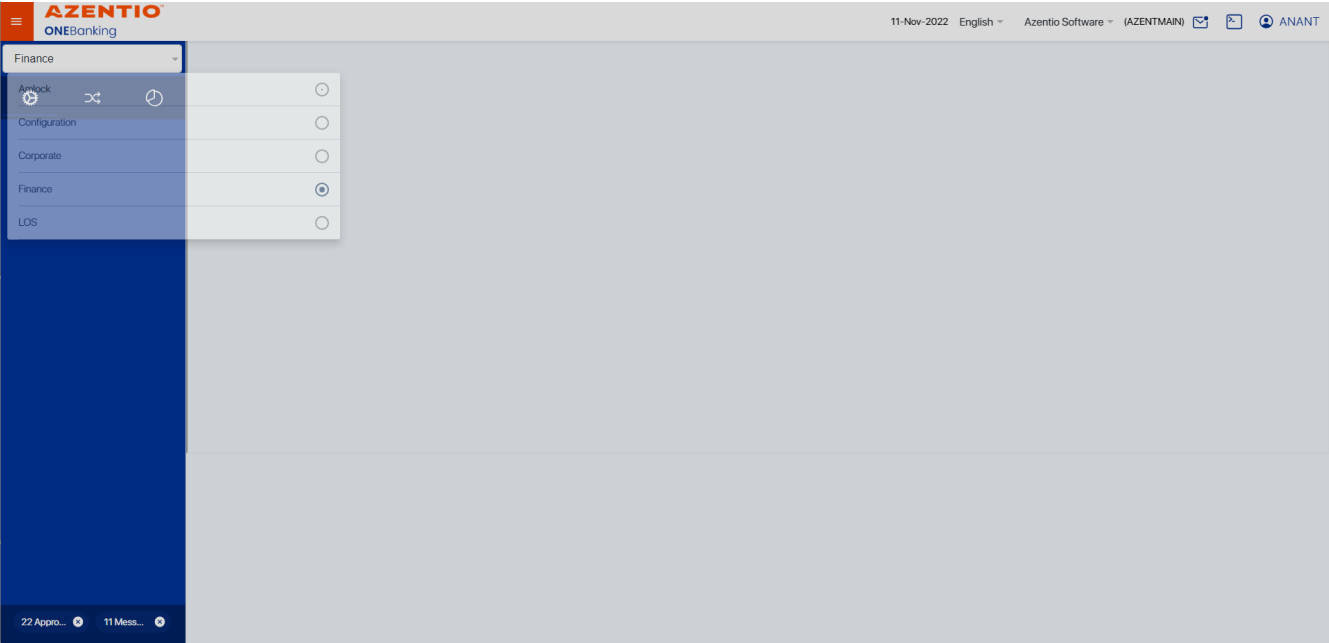 AZENTIO
ONEBanking
11-Nov-2022 English Azentio Software (AZENTMAIN) ANANT
Finance
Amlock
Configuration
Corporate
Finance
LOS
22 Appro... 11 Mess...